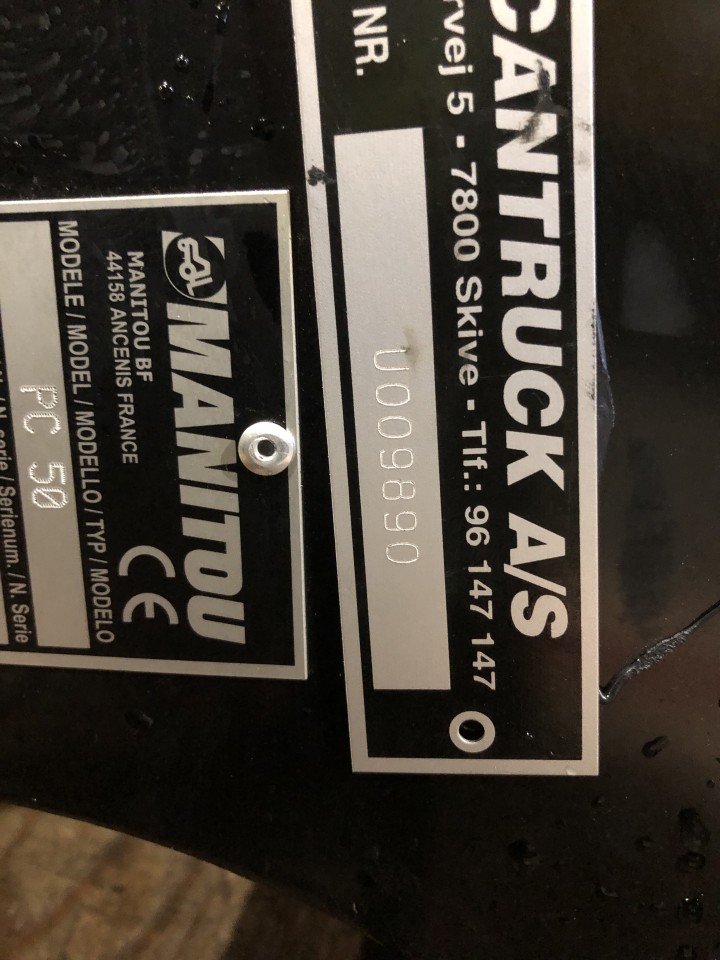 CANTRUCK A/S
rvej 5 · 7800 Skive · Tlf.: 96 147 147
NR.
U009890
MANITOU
MANITOU BF
44158 ANCENIS FRANCE
CE
MODELE / MODEL / MODELLO / TYP / MODELO
PC 50
N. serie / Serienum. / N. Serie